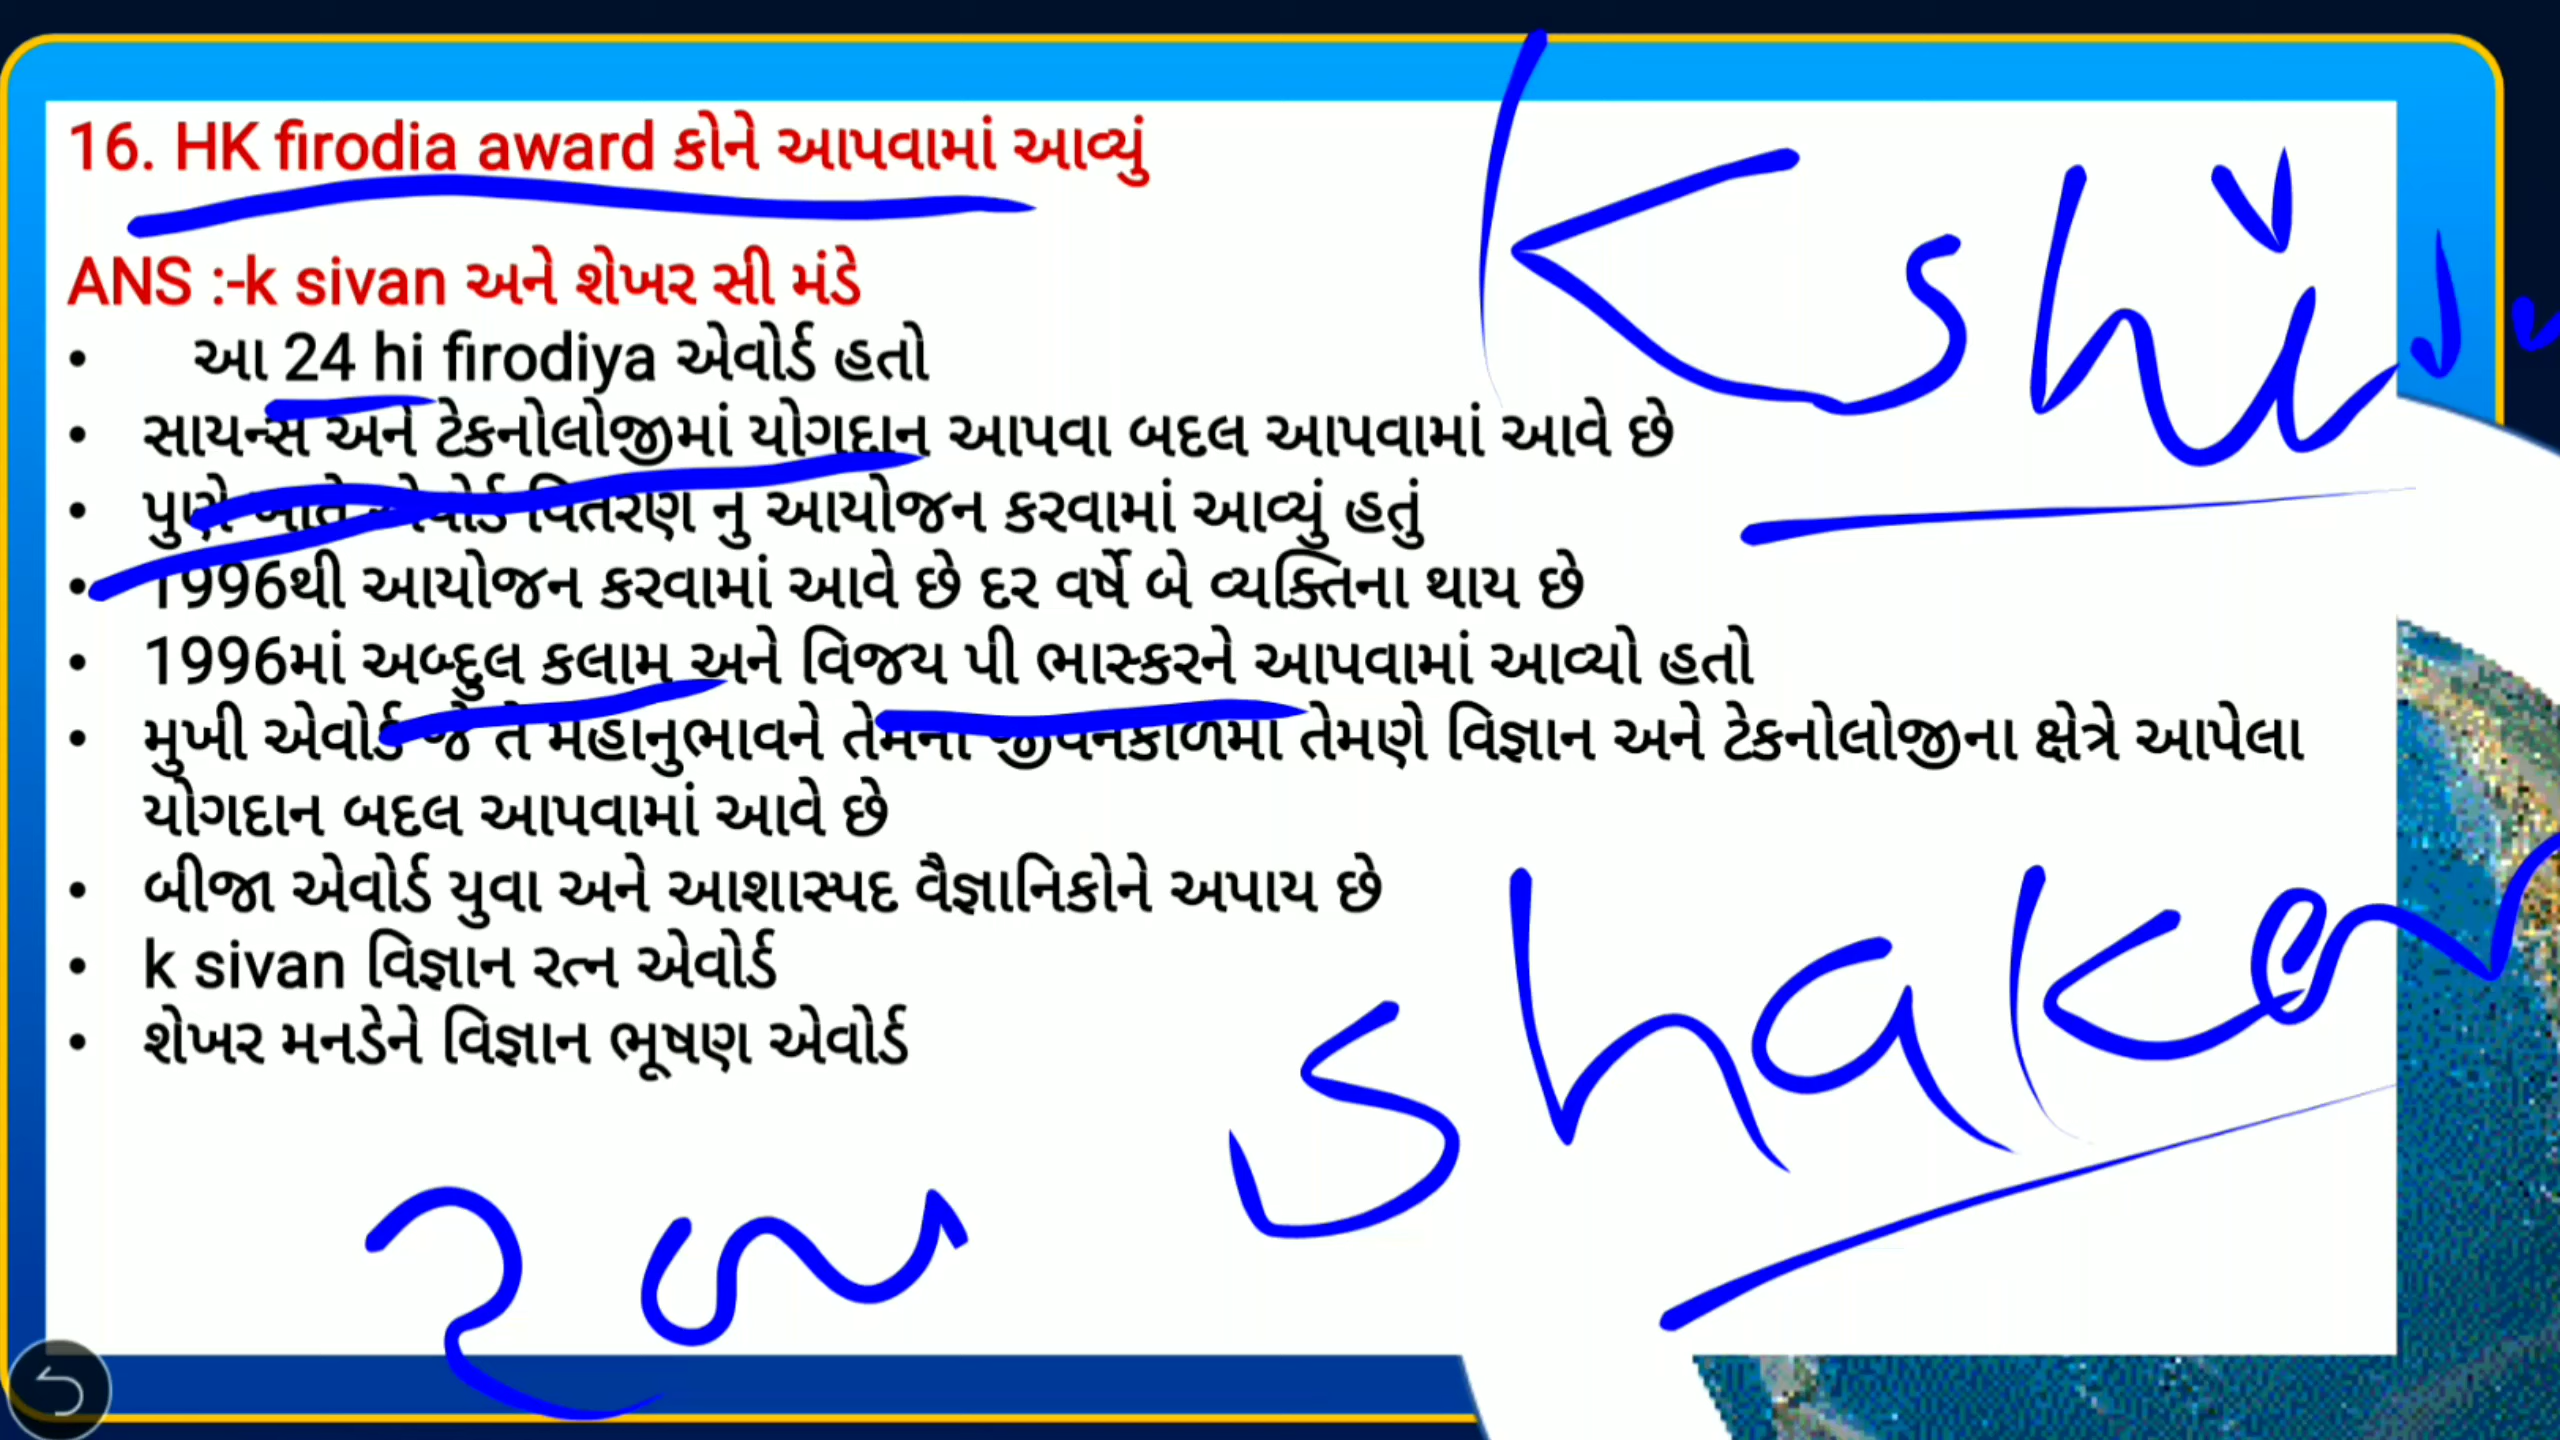 16. HK firodia award કોને આપવામાં આવ્યું
ANS :-k sivan અને શેખર સી મંડે
• આ 24 hi firodiya એવોર્ડ હતો
• સાયન્સ અને ટેકનોલોજીમાં યોગદાન આપવા બદલ આપવામાં આવે છે
• પુણે ખાતે એવોર્ડ વિતરણ નુ આયોજન કરવામાં આવ્યું હતું
• 1996થી આયોજન કરવામાં આવે છે દર વર્ષે બે વ્યક્તિના થાય છે
• 1996માં અબ્દુલ કલામ અને વિજય પી ભાસ્કરને આપવામાં આવ્યો હતો
• મુખી એવોર્ડ જે તે મહાનુભાવને તેમના જીવનકાળમાં તેમણે વિજ્ઞાન અને ટેકનોલોજીના ક્ષેત્રે આપેલા
યોગદાન બદલ આપવામાં આવે છે
• બીજા એવોર્ડ યુવા અને આશાસ્પદ વૈજ્ઞાનિકોને અપાય છે
• k sivan વિજ્ઞાન રત્ન એવોર્ડ
• શેખર મનડેને વિજ્ઞાન ભૂષણ એવોર્ડ
shaker